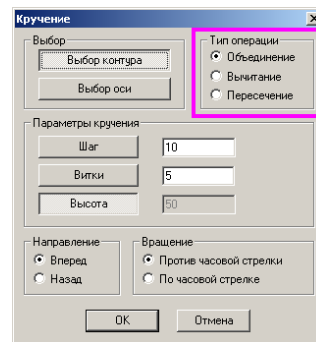 Кручение
Выбор
Выбор контура
Выбор оси
Тип операции
Объединение
Вычитание
Пересечение
Параметры кручения
Шаг 10
Витки 5
Высота 50
Направление
Вперед
Назад
Вращение
Против часовой стрелки
По часовой стрелке
OK Отмена